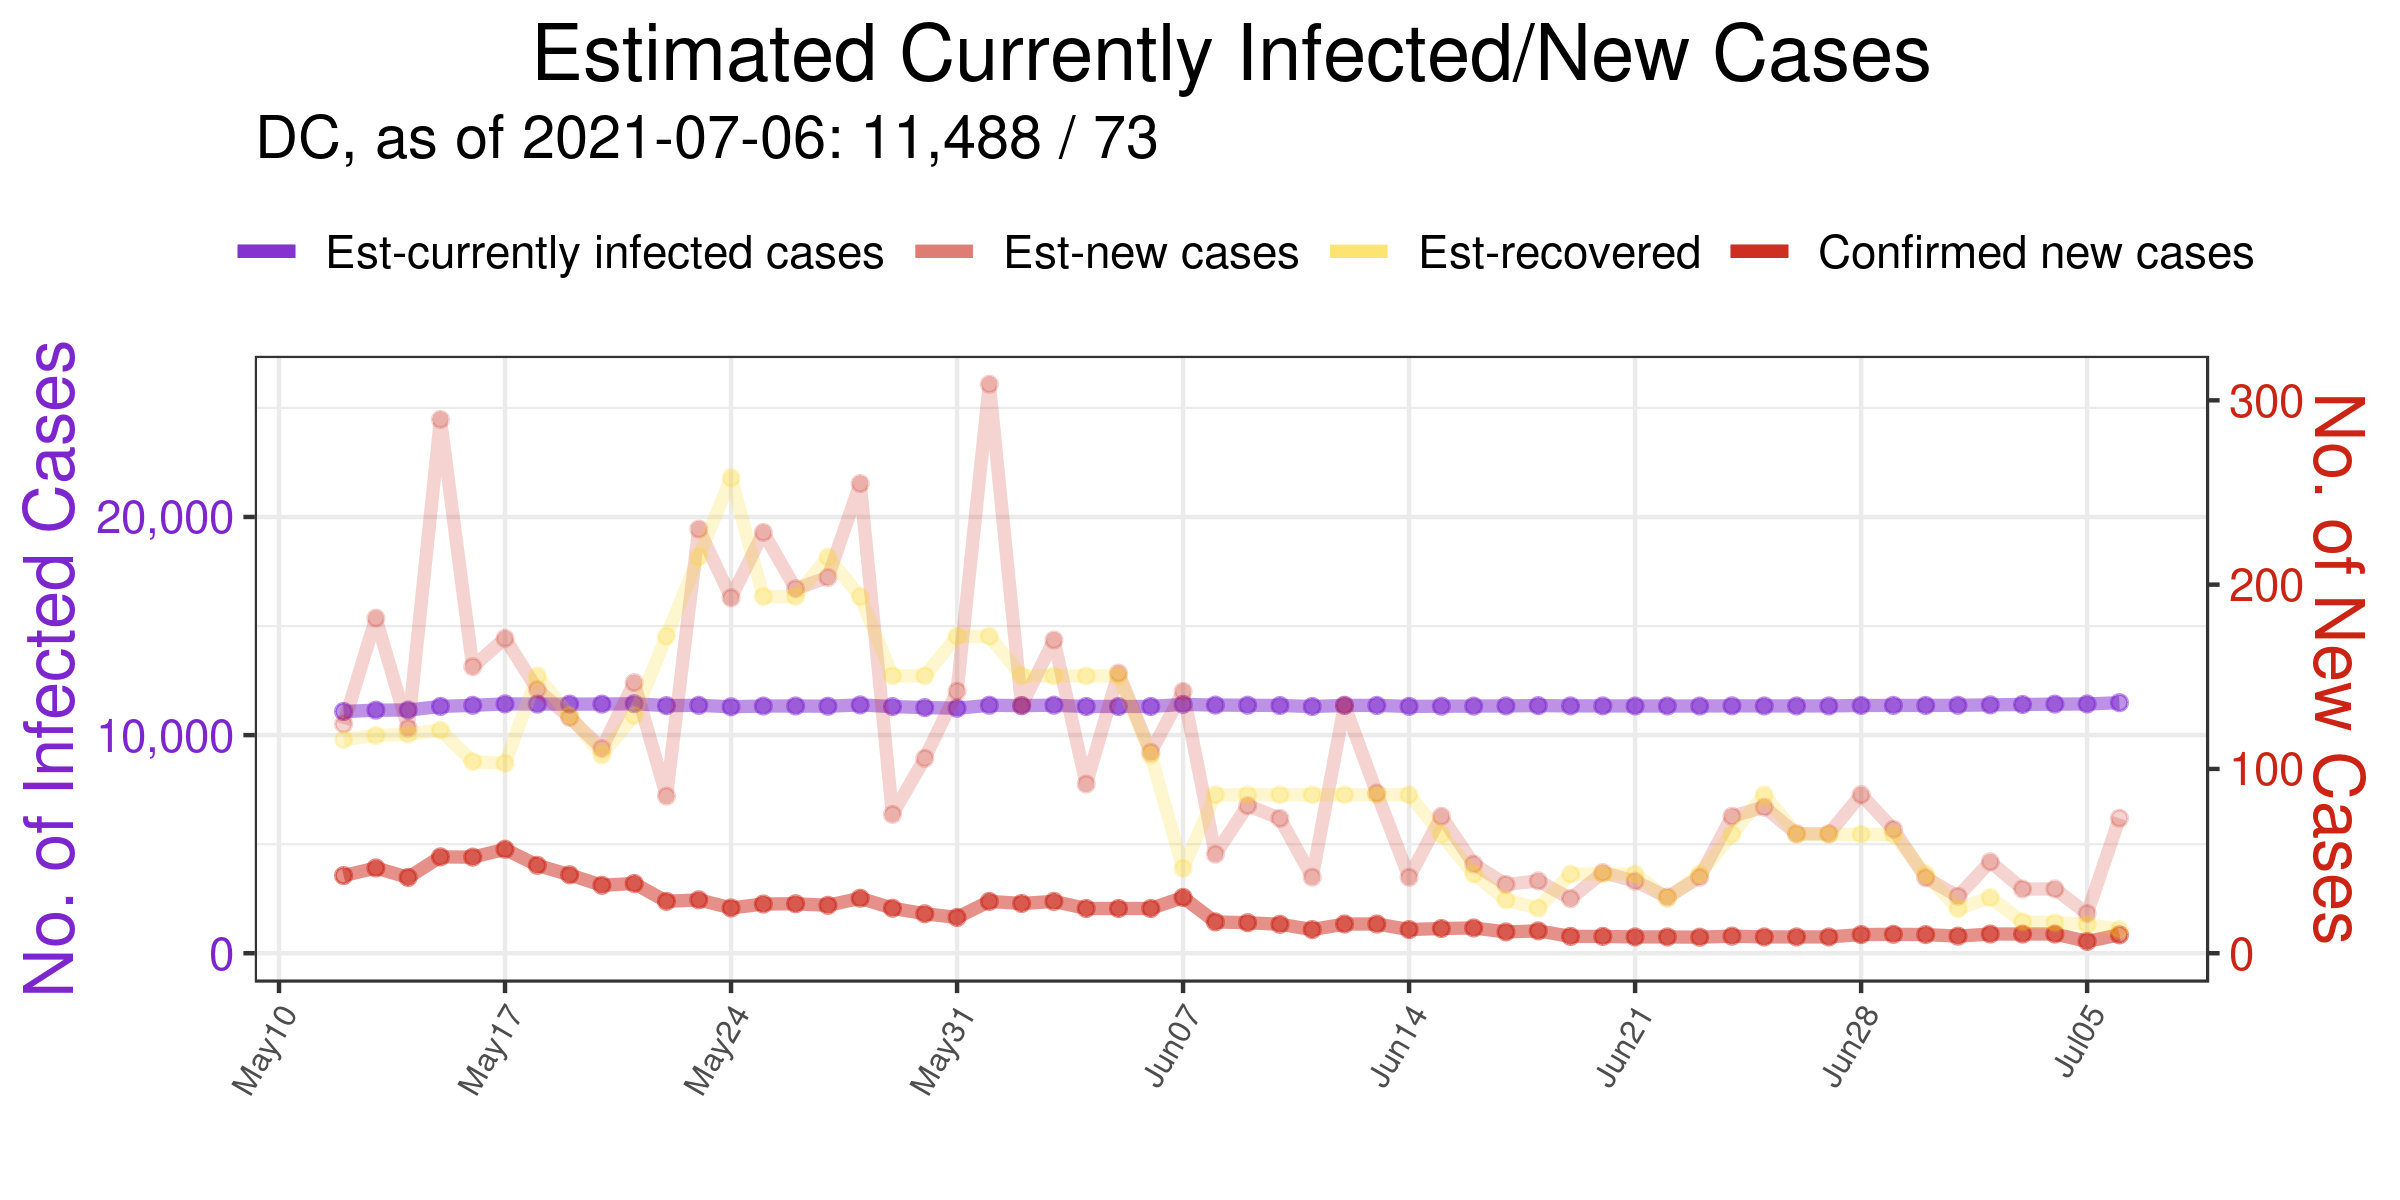 Estimated Currently Infected/New Cases
DC, as of 2021-07-06: 11,488 / 73
Est-currently infected cases Est-new cases Est-recovered Confirmed new cases
No. of Infected Cases
20,000
10,000
0
300
200
100
0
No. of New Cases
May10 May17 May24 May31 Jun07 Jun14 Jun21 Jun28 Jul05